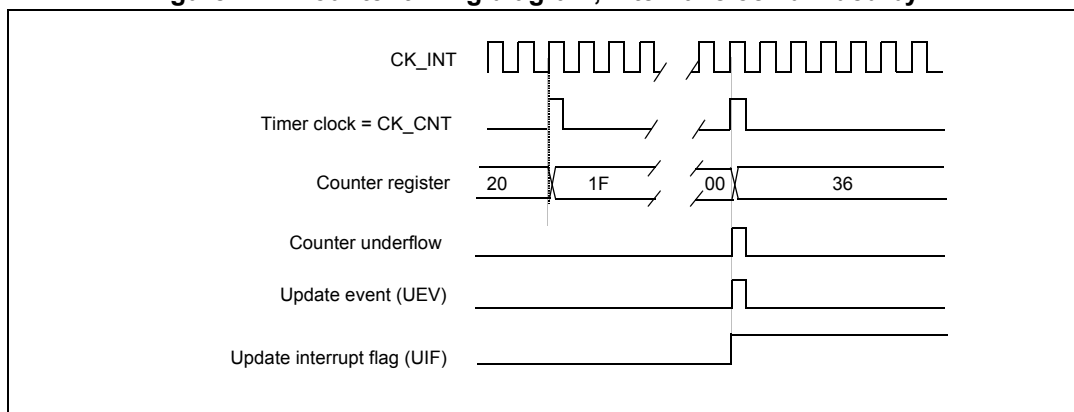 CK_INT
Timer clock = CK_CNT
Counter register 20 1F 00 36
Counter underflow
Update event (UEV)
Update interrupt flag (UIF)